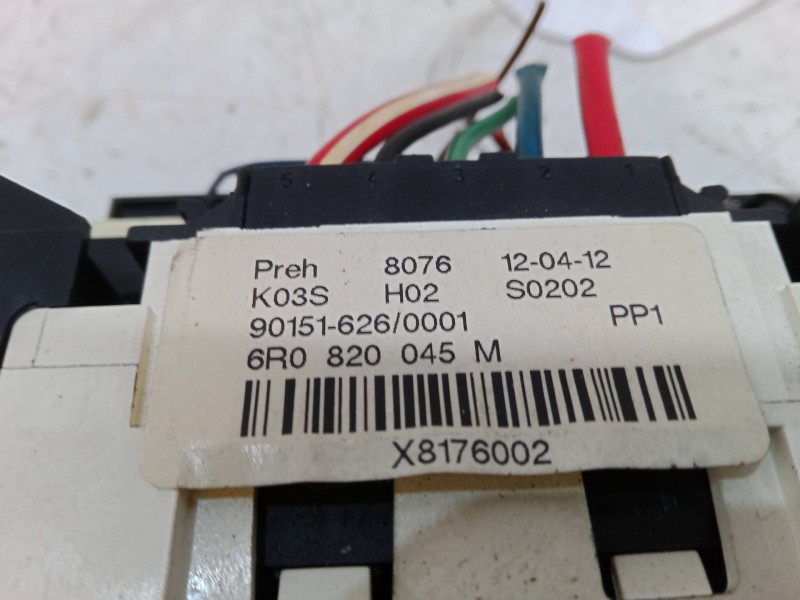 5 4 3 2 1
Preh 8076 12-04-12
K03S H02 S0202
90151-626/0001 PP1
6R0 820 045 M
X8176002